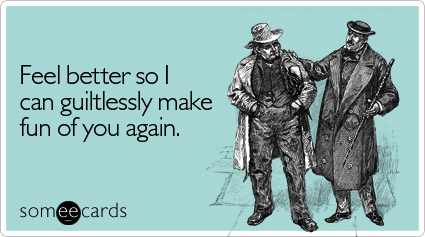 Feel better so I
can guiltlessly make
fun of you again.
someecards